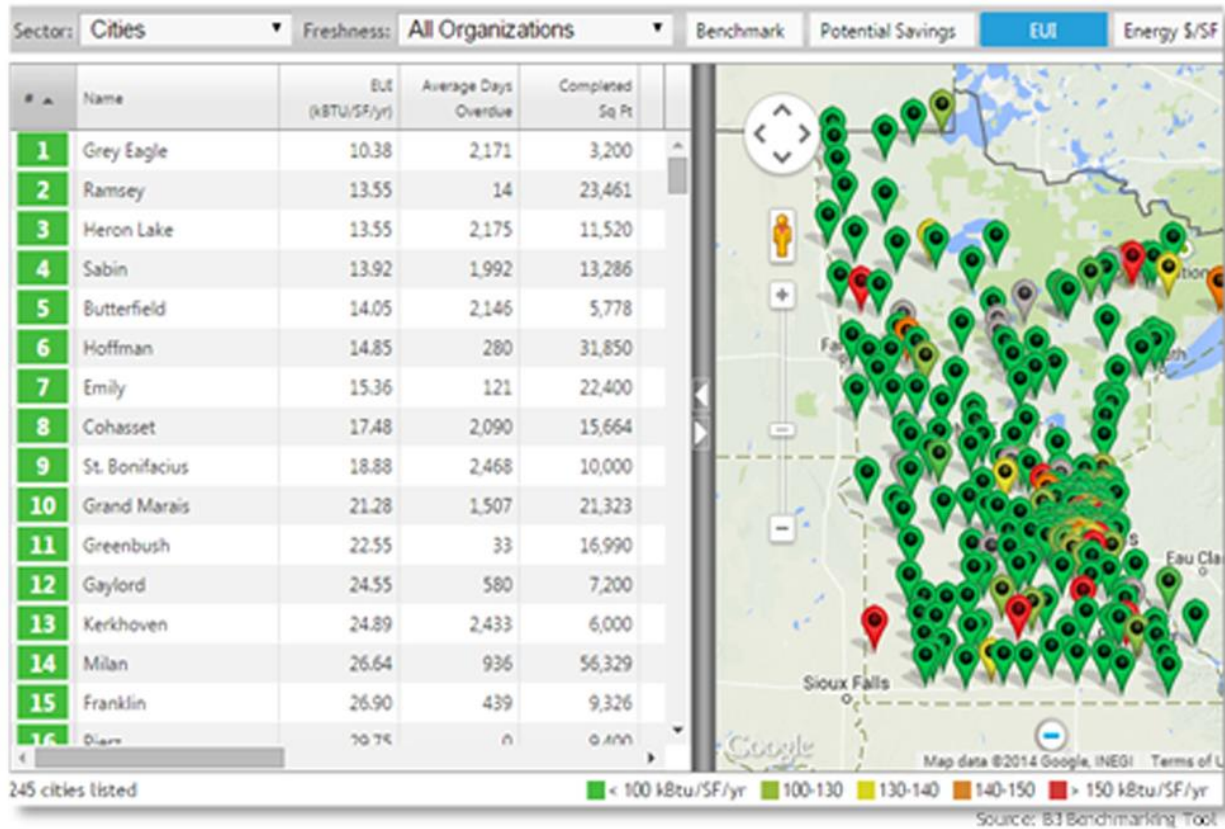 Sector: Cities Freshness: All Organizations Benchmark Potential Savings EUI Energy $/SF
# Name EUI (kBTU/SF/yr) Average Days Overdue Completed Sq Ft
1 Grey Eagle 10.38 2,171 3,200
2 Ramsey 13.55 14 23,461
3 Heron Lake 13.55 2,175 11,520
4 Sabin 13.92 1,992 13,286
5 Butterfield 14.05 2,146 5,778
6 Hoffman 14.85 280 31,850
7 Emily 15.36 121 22,400
8 Cohasset 17.48 2,090 15,664
9 St. Bonifacius 18.88 2,468 10,000
10 Grand Marais 21.28 1,507 21,323
11 Greenbush 22.55 33 16,990
12 Gaylord 24.55 580 7,200
13 Kerkhoven 24.89 2,433 6,000
14 Milan 26.64 936 56,329
15 Franklin 26.90 439 9,326
16 Pierz 29.75 0 9,400
Eau Cla
Sioux Falls
Google
Map data ©2014 Google, INEGI Terms of U
245 cities listed
< 100 kBtu/SF/yr 100-130 130-140 140-150 > 150 kBtu/SF/yr
Source: B3 Benchmarking Tool